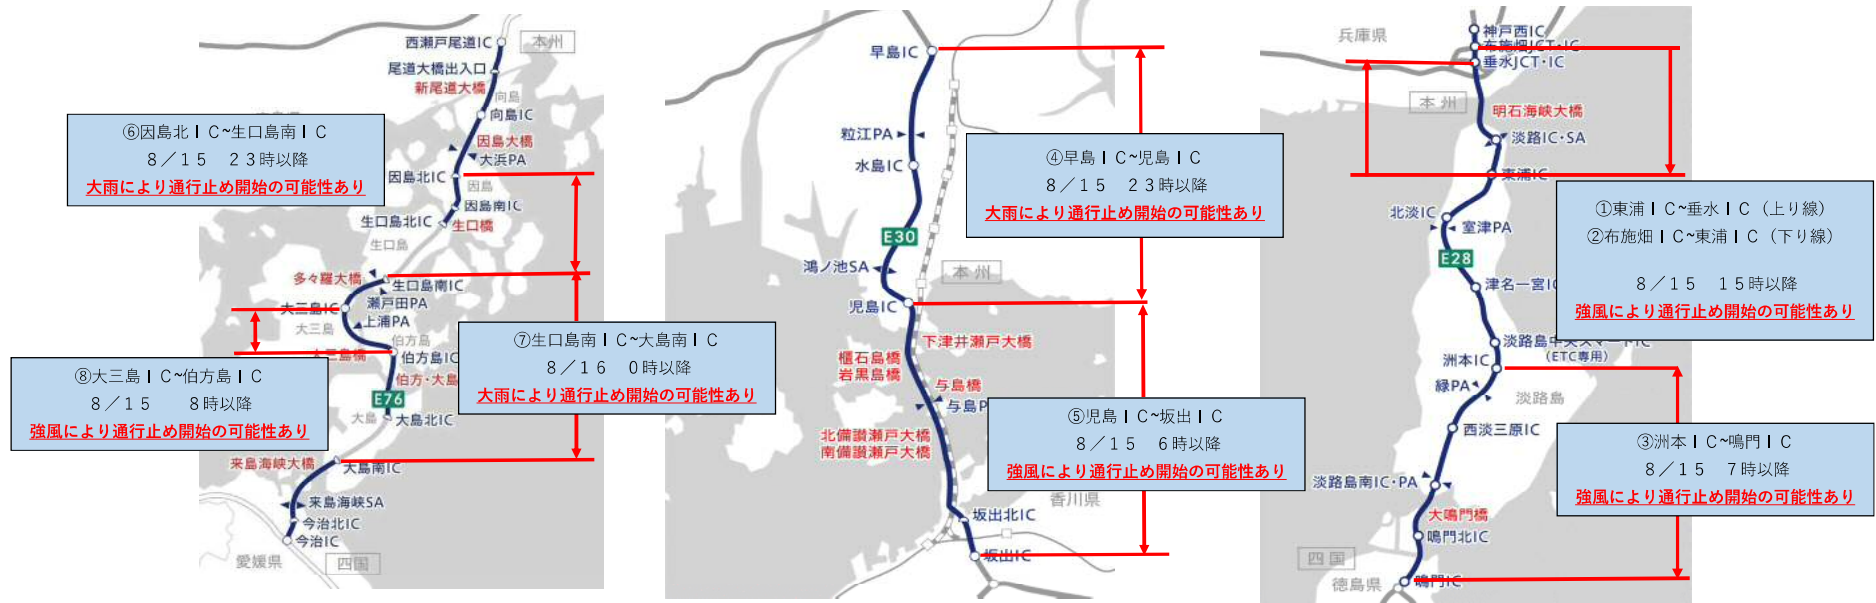 西瀬戸尾道IC
本州
尾道大橋出入口
新尾道大橋
向島
向島IC
⑥因島北ＩＣ~生口島南ＩＣ
8／15　23時以降
大雨により通行止め開始の可能性あり
因島大橋
大浜PA
因島北IC
因島
因島南IC
生口島北IC
生口橋
生口島
多々羅大橋
生口島南IC
瀬戸田PA
大三島IC
上浦PA
大三島
伯方島
大三島橋
伯方島IC
⑦生口島南ＩＣ~大島南ＩＣ
8／16　0時以降
大雨により通行止め開始の可能性あり
⑧大三島ＩＣ~伯方島ＩＣ
8／15　8時以降
強風により通行止め開始の可能性あり
伯方・大島
E76
大島
大島北IC
来島海峡大橋
大島南IC
来島海峡SA
今治北IC
今治IC
愛媛県
四国
早島IC
粒江PA
水島IC
④早島ＩＣ~児島ＩＣ
8／15　23時以降
大雨により通行止め開始の可能性あり
E30
鴻ノ池SA
本州
児島IC
下津井瀬戸大橋
櫃石島橋
岩黒島橋
与島橋
与島P
北備讃瀬戸大橋
南備讃瀬戸大橋
⑤児島ＩＣ~坂出ＩＣ
8／15　6時以降
強風により通行止め開始の可能性あり
香川県
坂出北IC
坂出IC
兵庫県
神戸西IC
布施畑JCT・IC
垂水JCT・IC
本州
明石海峡大橋
淡路IC・SA
東浦IC
①東浦ＩＣ~垂水ＩＣ（上り線）
②布施畑ＩＣ~東浦ＩＣ（下り線）
8／15　15時以降
強風により通行止め開始の可能性あり
北淡IC
室津PA
E28
津名一宮IC
淡路島中央スマートIC
(ETC専用)
洲本IC
緑PA
淡路島
西淡三原IC
③洲本ＩＣ~鳴門ＩＣ
8／15　7時以降
強風により通行止め開始の可能性あり
淡路島南IC・PA
大鳴門橋
鳴門北IC
四国
徳島県
鳴門IC